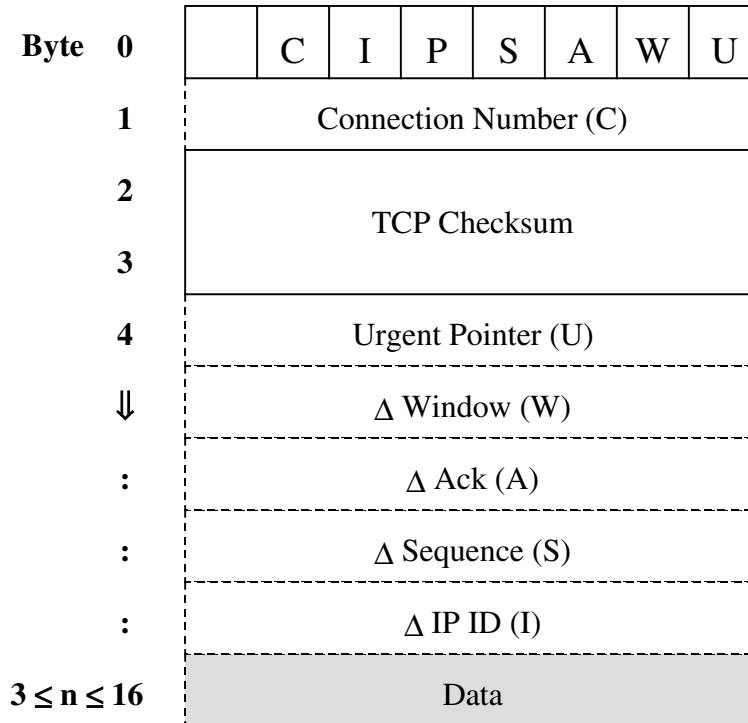 Byte 0 C I P S A W U
1 Connection Number (C)
2
TCP Checksum
3
4 Urgent Pointer (U)
⇓ Δ Window (W)
: Δ Ack (A)
: Δ Sequence (S)
: Δ IP ID (I)
3 ≤ n ≤ 16 Data